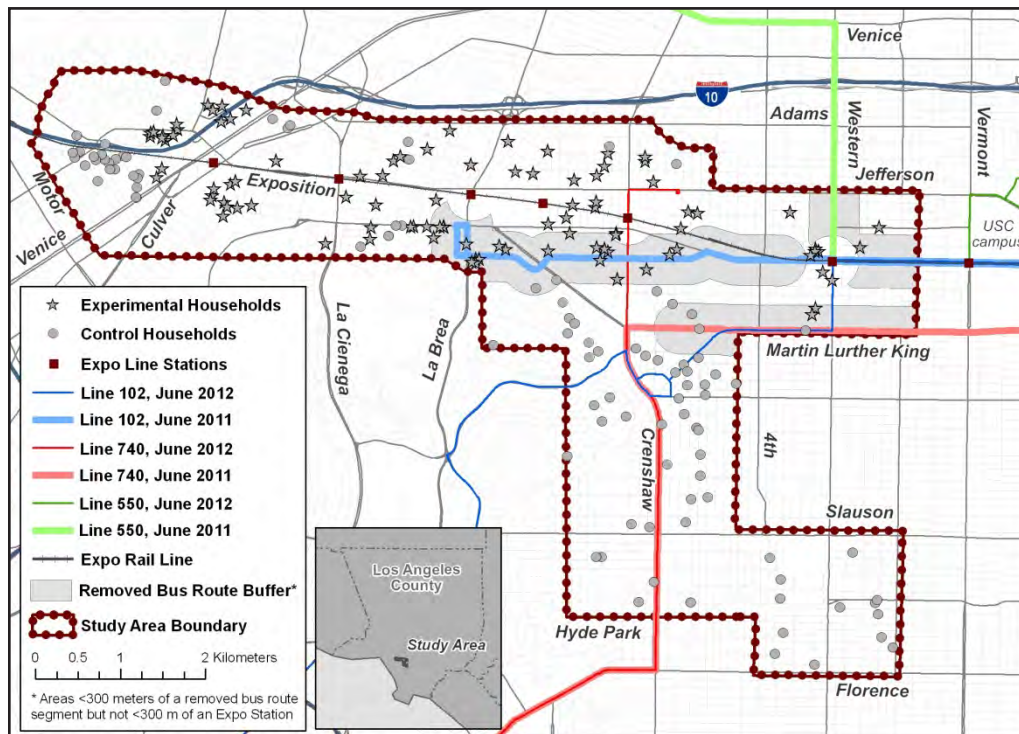 Venice
10
Adams
Western
Vermont
Jefferson
USC
campus
Motor
Venice
Culver
Exposition
La Cienega
La Brea
Martin Lurther King
Crenshaw
4th
Slauson
Hyde Park
Florence
Experimental Households
Control Households
Expo Line Stations
Line 102, June 2012
Line 102, June 2011
Line 740, June 2012
Line 740, June 2011
Line 550, June 2012
Line 550, June 2011
Expo Rail Line
Removed Bus Route Buffer*
Study Area Boundary
0 0.5 1 2 Kilometers
* Areas <300 meters of a removed bus route
segment but not <300 m of an Expo Station
Los Angeles
County
Study Area